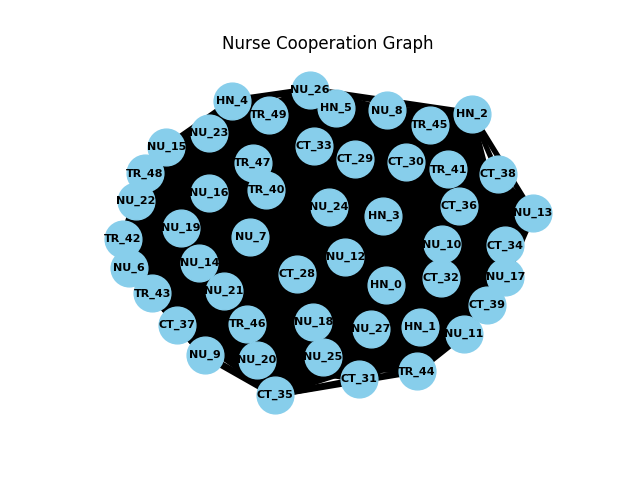 Nurse Cooperation Graph
NU_26
HN_4
HN_5
NU_8
HN_2
TR_49
TR_45
NU_23
NU_15
CT_33
CT_29
CT_30
TR_47
TR_41
CT_38
TR_48
TR_40
NU_16
NU_22
NU_24
CT_36
HN_3
NU_13
NU_19
TR_42
NU_7
NU_10
CT_34
NU_12
NU_14
NU_6
CT_28
CT_32
NU_17
HN_0
NU_21
TR_43
CT_39
NU_18
TR_46
CT_37
NU_27
HN_1
NU_11
NU_9
NU_25
NU_20
TR_44
CT_31
CT_35